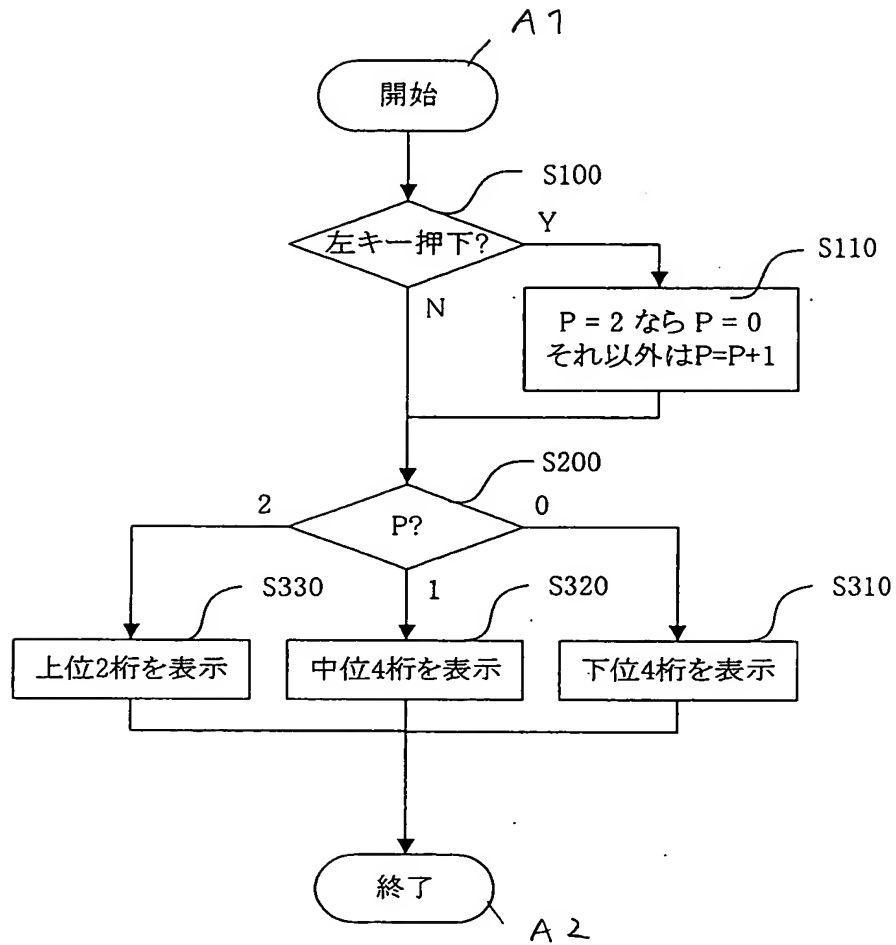 A1
開始
S100
左キー押下?
Y
N
S110
P = 2 なら P = 0
それ以外はP=P+1
S200
P?
2
0
1
S330
S320
S310
上位2桁を表示
中位4桁を表示
下位4桁を表示
終了
A2